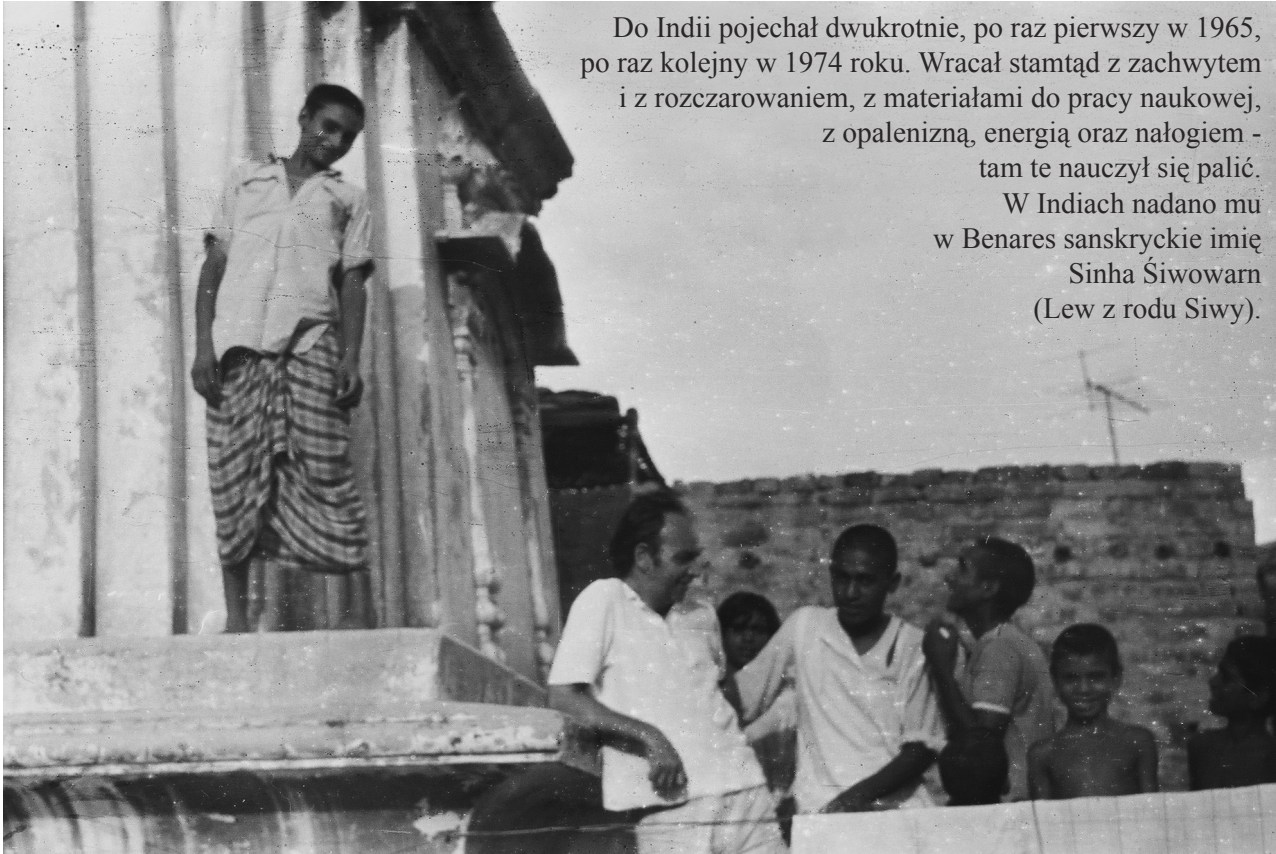 Do Indii pojechał dwukrotnie, po raz pierwszy w 1965,
po raz kolejny w 1974 roku. Wracał stamtąd z zachwytem
i z rozczarowaniem, z materiałami do pracy naukowej,
z opalenizną, energią oraz nałogiem -
tam te nauczył się palić.
W Indiach nadano mu
w Benares sanskryckie imię
Sinha Śiwowarn
(Lew z rodu Siwy).